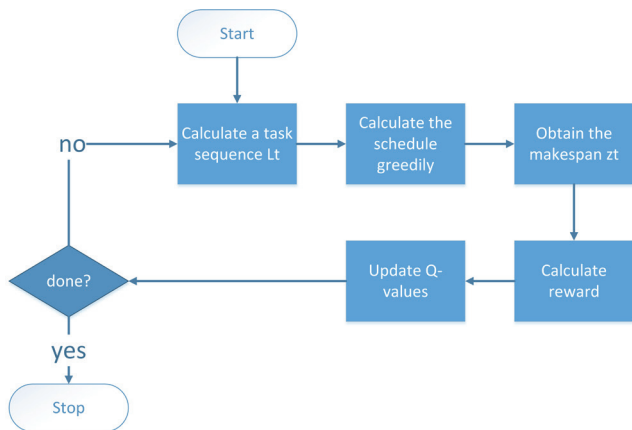 Start
no
Calculate a task
sequence Lt
Calculate the
schedule
greedily
Obtain the
makespan zt
done?
Update Q-
values
Calculate
reward
yes
Stop